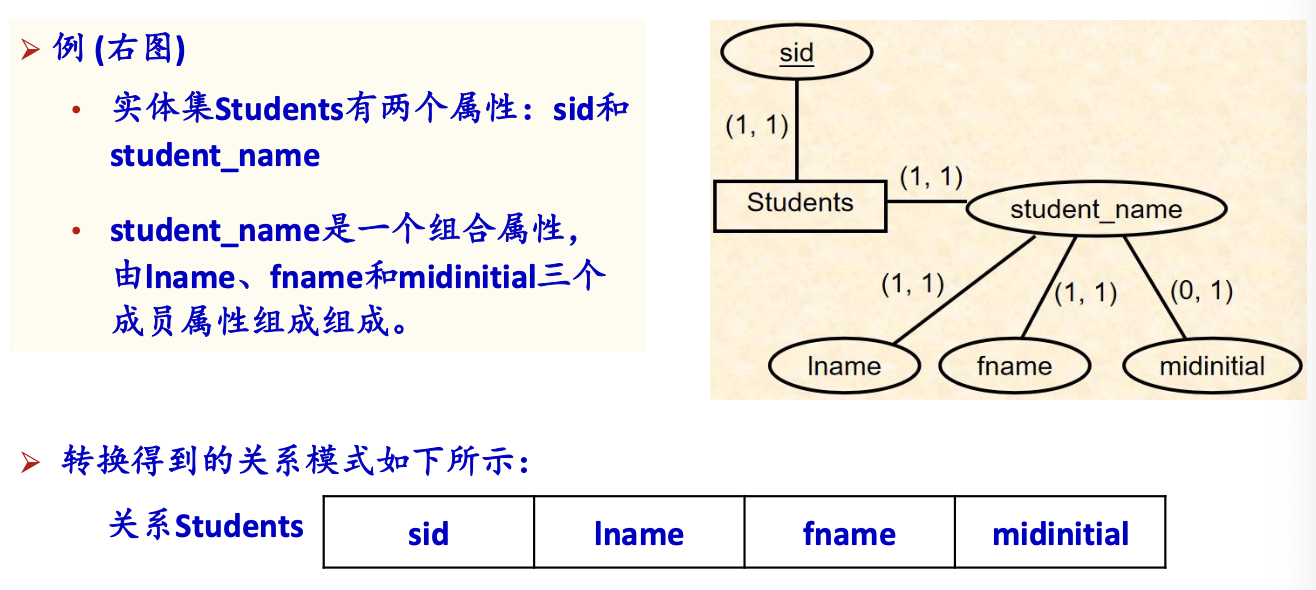 例 (右图)
实体集Students有两个属性：sid和
student_name
student_name是一个组合属性，
由lname、fname和midinitial三个
成员属性组成组成。
sid
(1, 1)
(1, 1)
Students
student_name
(1, 1)
(1, 1)
(0, 1)
lname
fname
midinitial
转换得到的关系模式如下所示：
关系Students
sid
lname
fname
midinitial